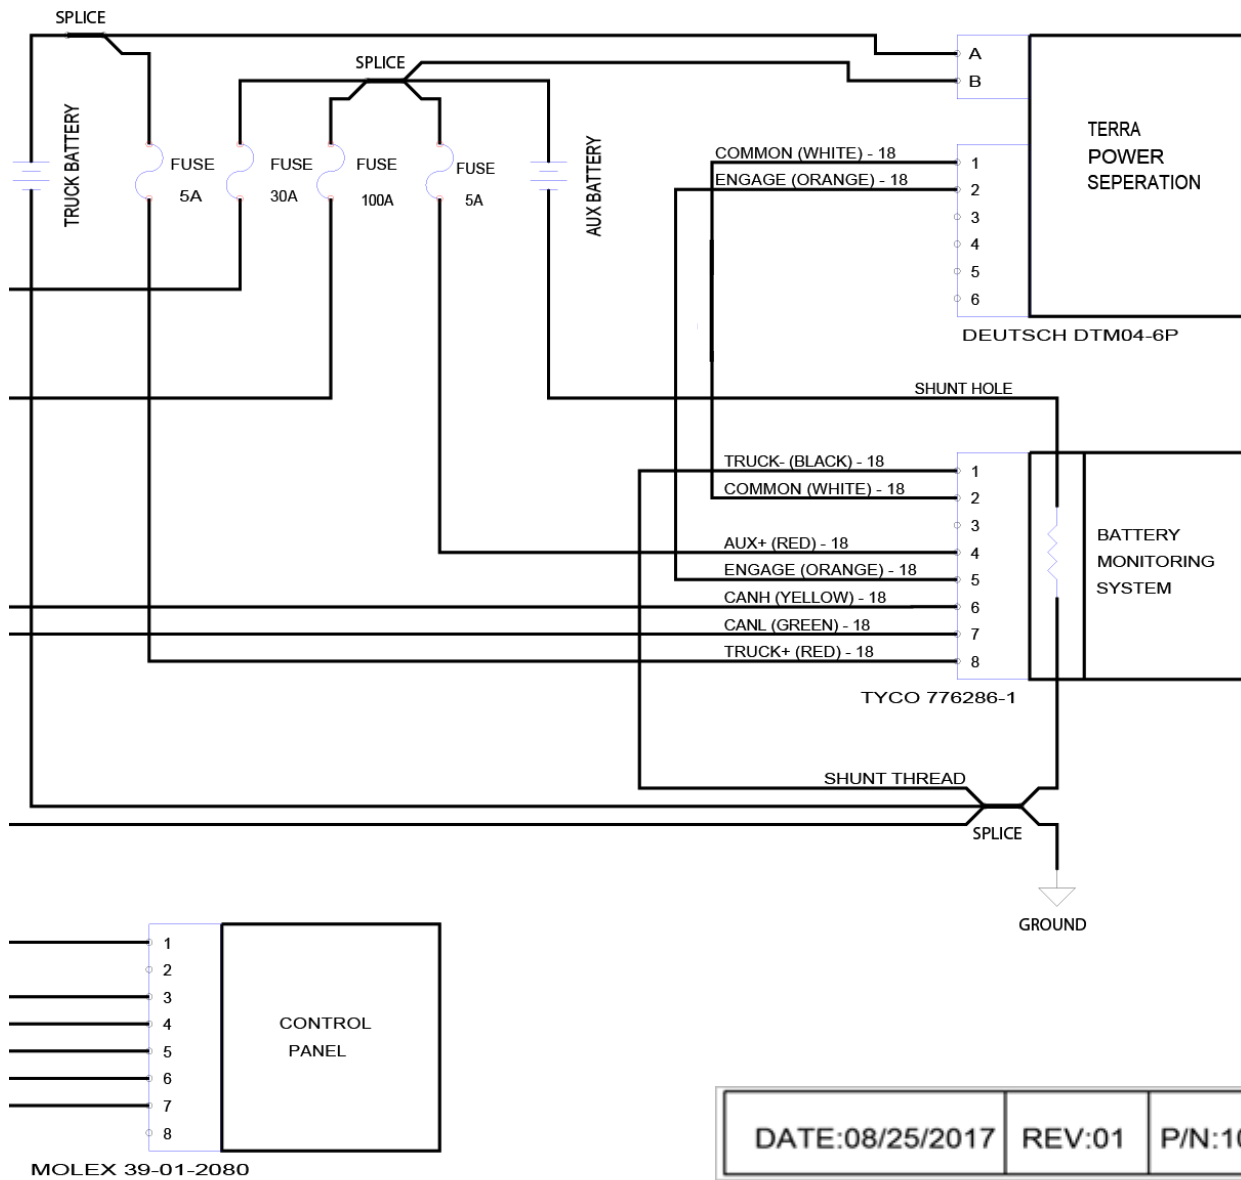 SPLICE
SPLICE
TRUCK BATTERY
FUSE
5A
FUSE
30A
FUSE
100A
FUSE
5A
AUX BATTERY
A
B
TERRA
POWER
SEPERATION
COMMON (WHITE) - 18
ENGAGE (ORANGE) - 18
1
2
3
4
5
6
DEUTSCH DTM04-6P
SHUNT HOLE
TRUCK- (BLACK) - 18
COMMON (WHITE) - 18
AUX+ (RED) - 18
ENGAGE (ORANGE) - 18
CANH (YELLOW) - 18
CANL (GREEN) - 18
TRUCK+ (RED) - 18
1
2
3
4
5
6
7
8
BATTERY
MONITORING
SYSTEM
TYCO 776286-1
SHUNT THREAD
SPLICE
GROUND
1
2
3
4
5
6
7
8
CONTROL
PANEL
MOLEX 39-01-2080
DATE:08/25/2017 REV:01 P/N:10